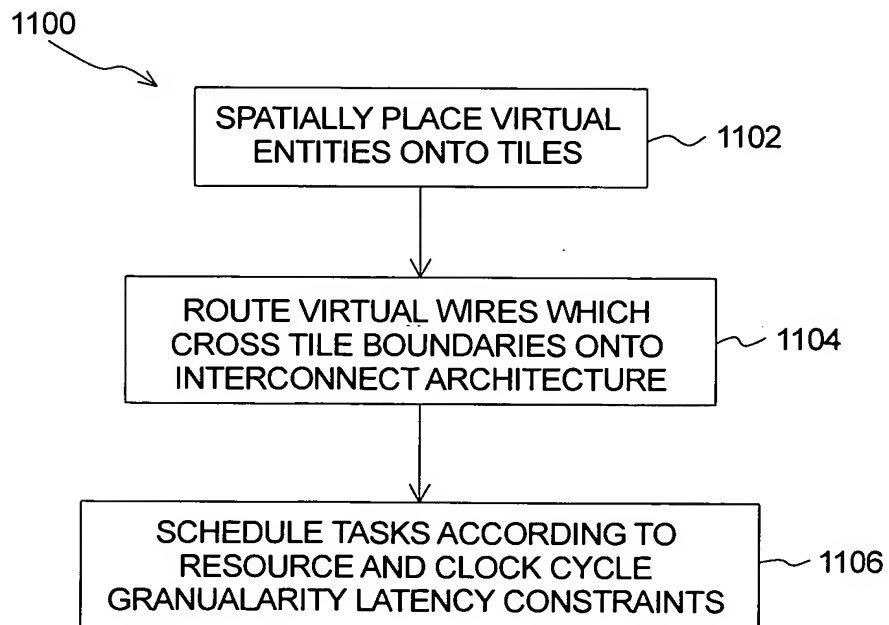 1100
SPATIALLY PLACE VIRTUAL
ENTITIES ONTO TILES
1102
ROUTE VIRTUAL WIRES WHICH
CROSS TILE BOUNDARIES ONTO
INTERCONNECT ARCHITECTURE
1104
SCHEDULE TASKS ACCORDING TO
RESOURCE AND CLOCK CYCLE
GRANUALARITY LATENCY CONSTRAINTS
1106